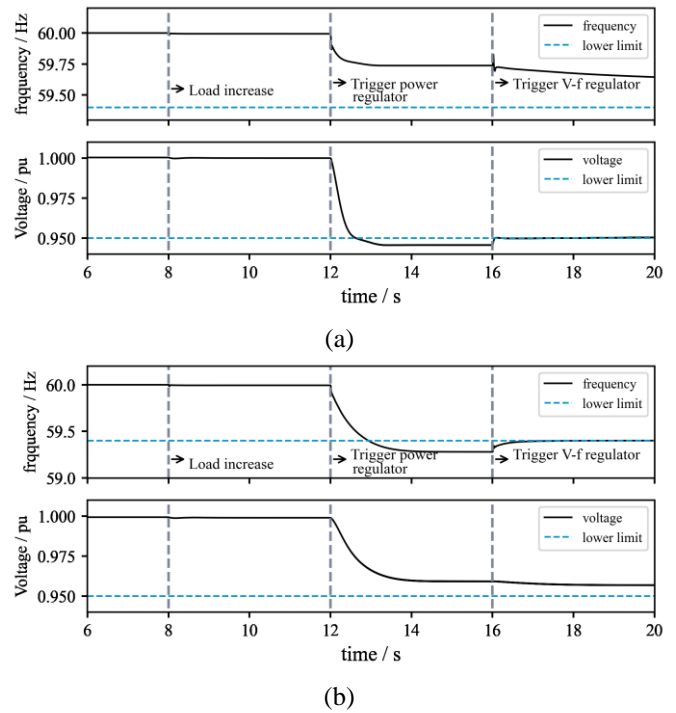 frqquency / Hz
60.00
59.75
59.50
frequency
lower limit
Load increase
Trigger power
regulator
Trigger V-f regulator
Voltage / pu
1.000
0.975
0.950
voltage
lower limit
6 8 10 12 14 16 18 20
time / s
(a)
frqquency / Hz
60.0
59.5
59.0
frequency
lower limit
Load increase
Trigger power
regulator
Trigger V-f regulator
Voltage / pu
1.000
0.975
0.950
voltage
lower limit
6 8 10 12 14 16 18 20
time / s
(b)